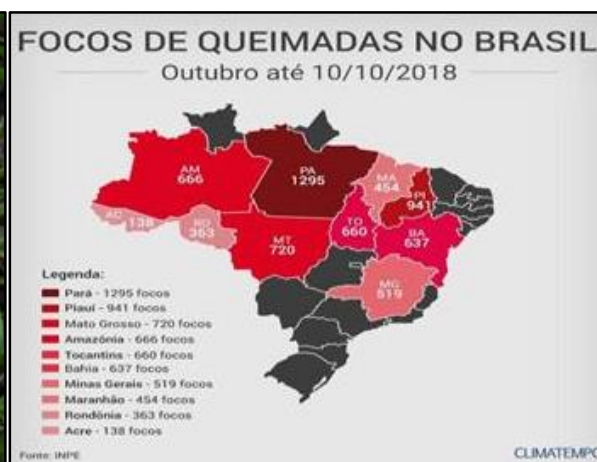 FOCOS DE QUEIMADAS NO BRASIL
Outubro até 10/10/2018
AM
666
PA
1295
MA
454
PI
941
AC 138
RO
363
MT
720
TO
660
BA
637
MG
519
Legenda:
Pará - 1295 focos
Piauí - 941 focos
Mato Grosso - 720 focos
Amazônia - 666 focos
Tocantins - 660 focos
Bahia - 637 focos
Minas Gerais - 519 focos
Maranhão - 454 focos
Rondônia - 363 focos
Acre - 138 focos
Fonte: INPE
CLIMATEMPO